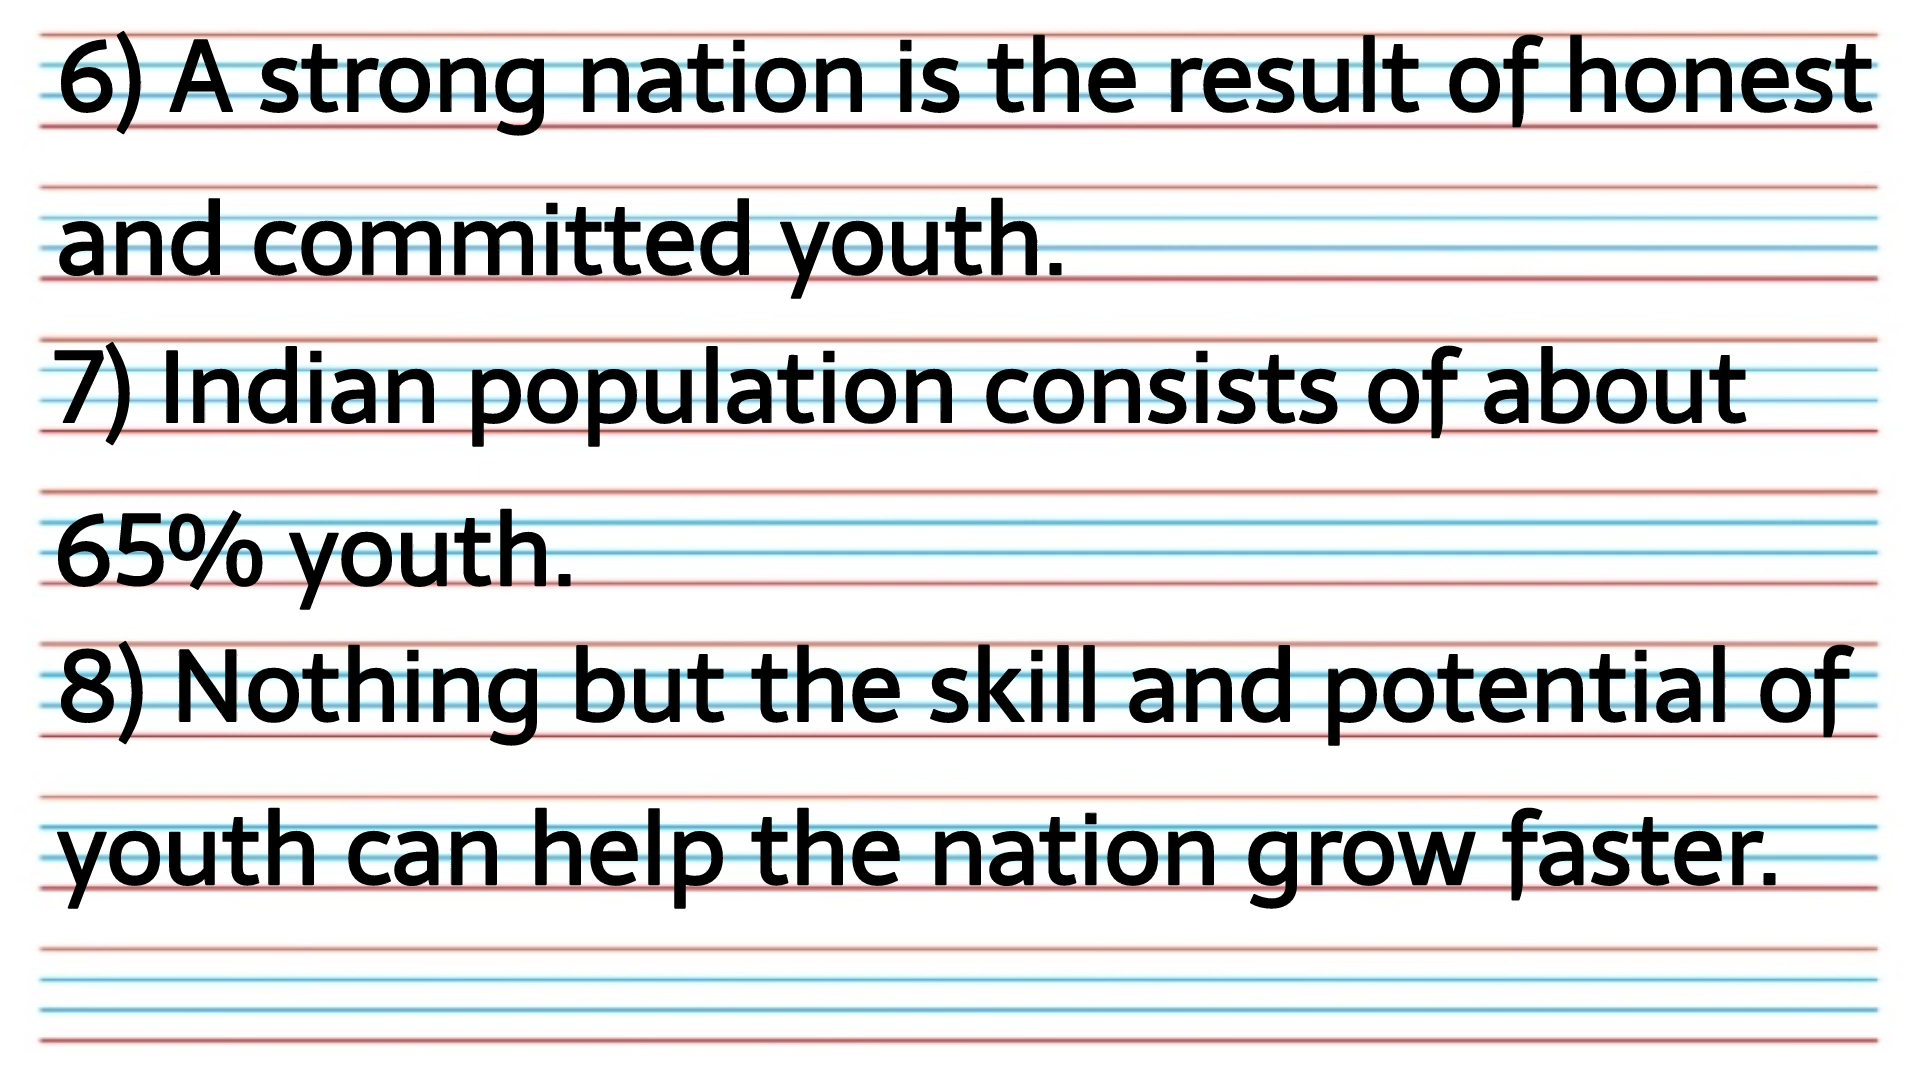 6) A strong nation is the result of honest
and committed youth.
7) Indian population consists of about
65% youth.
8) Nothing but the skill and potential of
youth can help the nation grow faster.